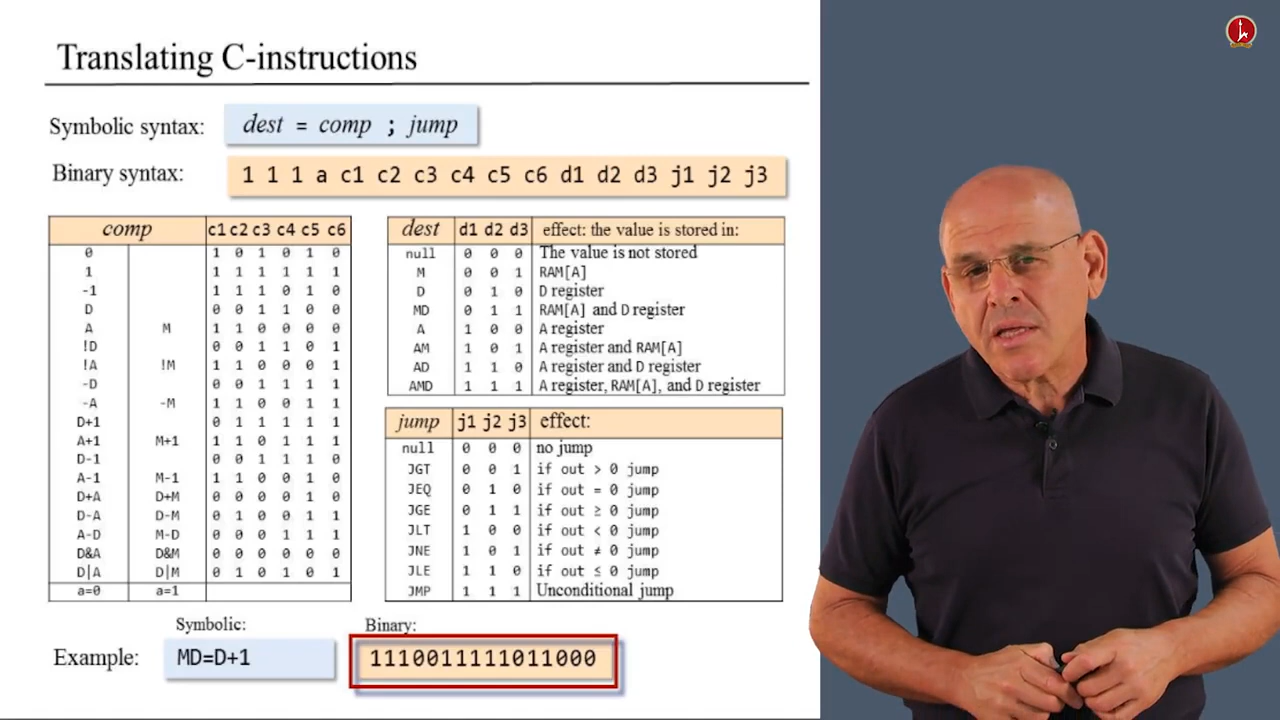 Translating C-instructions
Symbolic syntax: dest = comp ; jump
Binary syntax: 1 1 1 a c1 c2 c3 c4 c5 c6 d1 d2 d3 j1 j2 j3
comp c1 c2 c3 c4 c5 c6
0 1 0 1 0 1 0
1 1 1 1 1 1 1
-1 1 1 1 0 1 0
D 0 0 1 1 0 0
A M 1 1 0 0 0 0
!D 0 0 1 1 0 1
!A !M 1 1 0 0 0 1
-D 0 0 1 1 1 1
-A -M 1 1 0 0 1 1
D+1 0 1 1 1 1 1
A+1 M+1 1 1 0 1 1 1
D-1 0 0 1 1 1 0
A-1 M-1 1 1 0 0 1 0
D+A D+M 0 0 0 0 1 0
D-A D-M 0 1 0 0 1 1
A-D M-D 0 0 0 1 1 1
D&A D&M 0 0 0 0 0 0
D|A D|M 0 1 0 1 0 1
a=0 a=1
dest d1 d2 d3 effect: the value is stored in:
null 0 0 0 The value is not stored
M 0 0 1 RAM[A]
D 0 1 0 D register
MD 0 1 1 RAM[A] and D register
A 1 0 0 A register
AM 1 0 1 A register and RAM[A]
AD 1 1 0 A register and D register
AMD 1 1 1 A register, RAM[A], and D register
jump j1 j2 j3 effect:
null 0 0 0 no jump
JGT 0 0 1 if out > 0 jump
JEQ 0 1 0 if out = 0 jump
JGE 0 1 1 if out ≥ 0 jump
JLT 1 0 0 if out < 0 jump
JNE 1 0 1 if out ≠ 0 jump
JLE 1 1 0 if out ≤ 0 jump
JMP 1 1 1 Unconditional jump
Symbolic: Binary:
Example: MD=D+1 1110011111011000